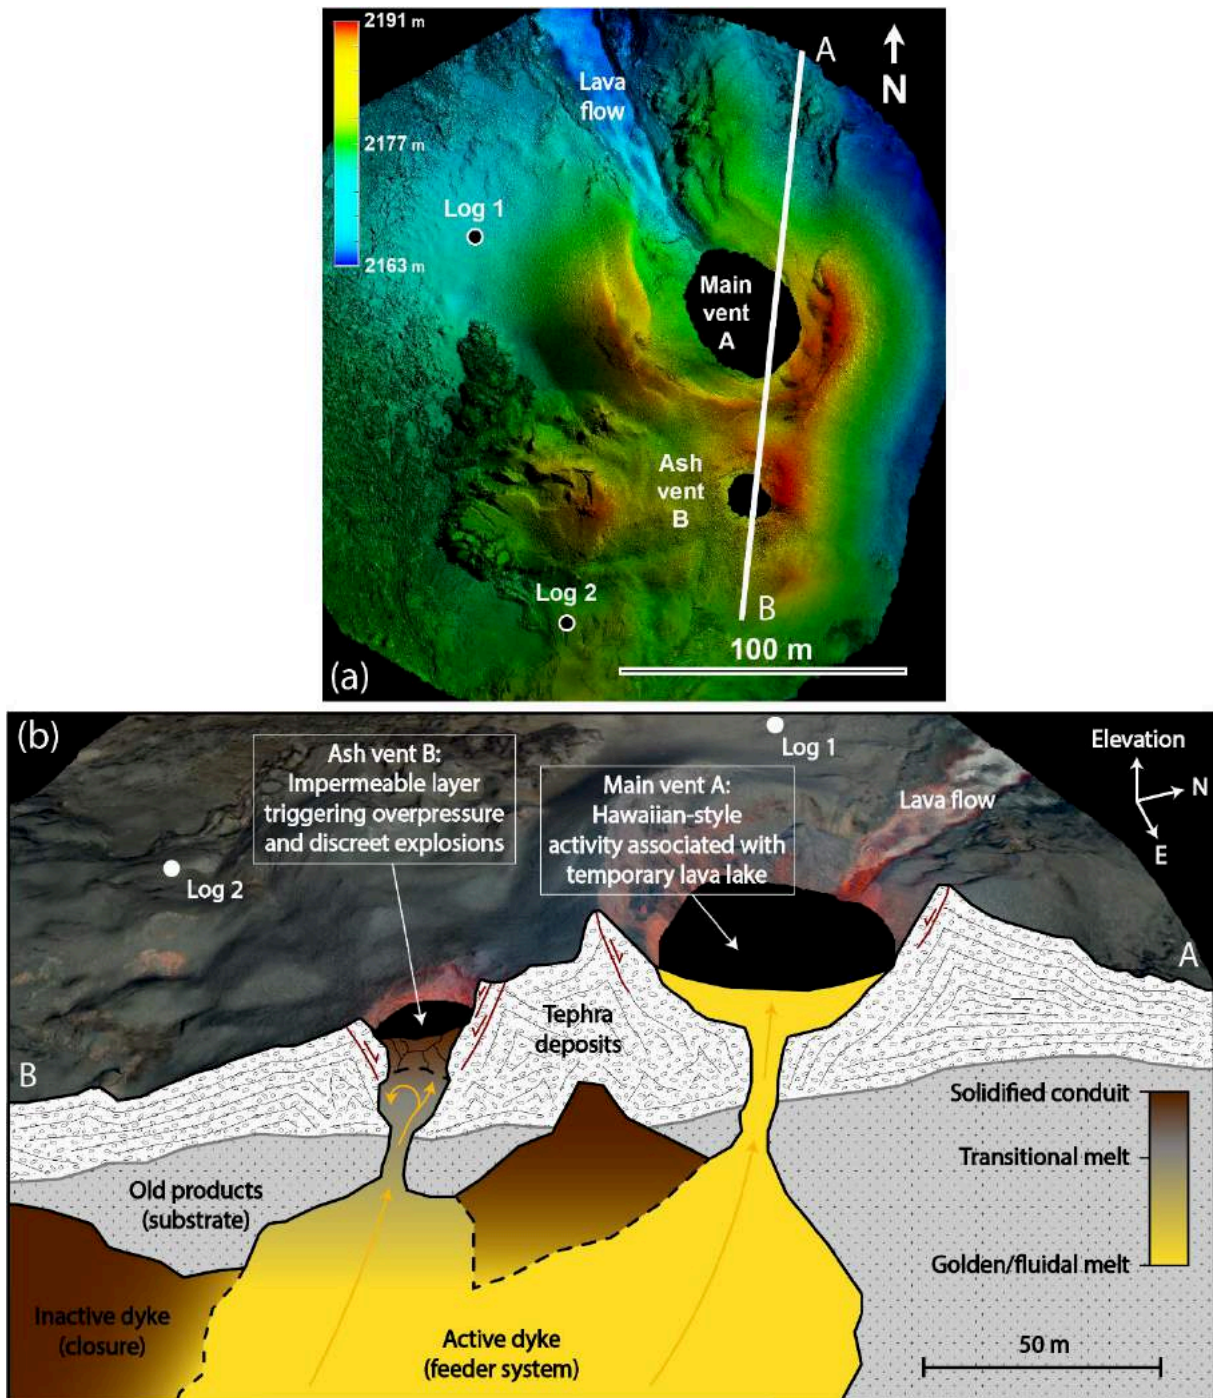 2191 m
2177 m
2163 m
Lava
flow
A
N
Log 1
Main
vent
A
Ash
vent
B
Log 2
B
100 m
(a)
(b)
Ash vent B:
Impermeable layer
triggering overpressure
and discreet explosions
Main vent A:
Hawaiian-style
activity associated with
temporary lava lake
Log 1
Lava flow
Elevation
N
E
Log 2
A
B
Tephra
deposits
Old products
(substrate)
Inactive dyke
(closure)
Active dyke
(feeder system)
Solidified conduit
Transitional melt
Golden/fluidal melt
50 m